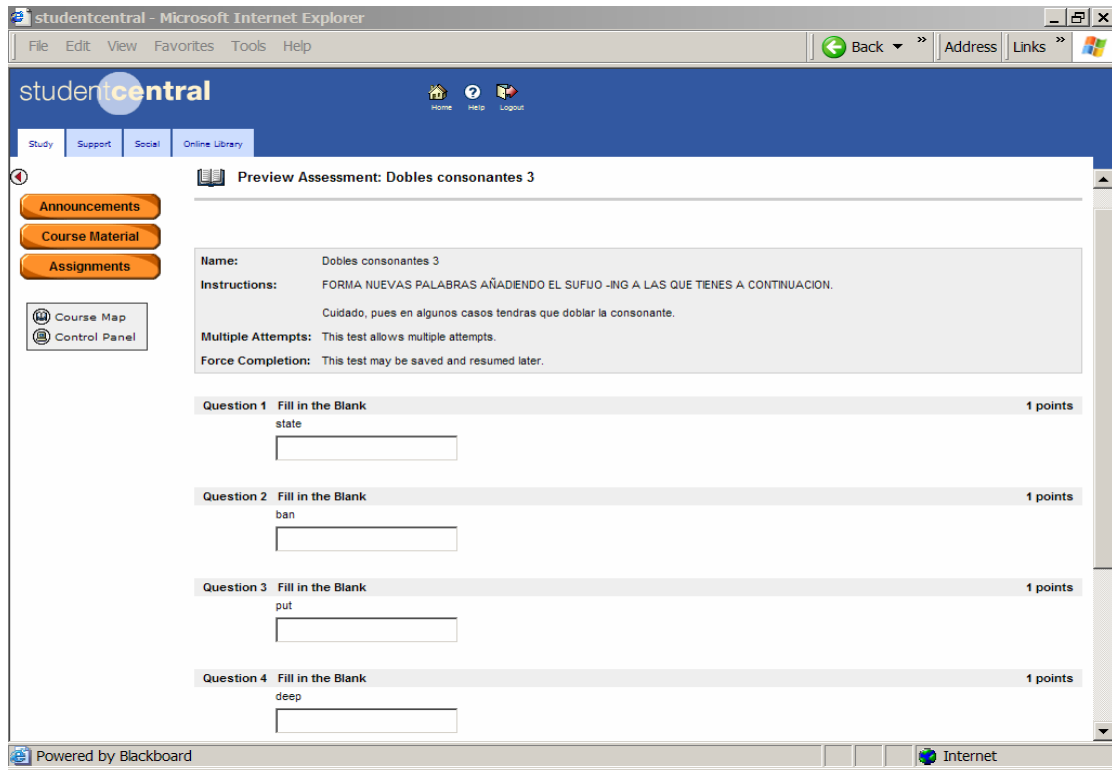 studentcentral - Microsoft Internet Explorer
File Edit View Favorites Tools Help
Back » Address Links »
studentcentral
Home Help Logout
Study Support Social Online Library
Preview Assessment: Dobles consonantes 3
Announcements
Course Material
Assignments
Course Map
Control Panel
Name: Dobles consonantes 3
Instructions: FORMA NUEVAS PALABRAS AÑADIENDO EL SUFIJO -ING A LAS QUE TIENES A CONTINUACION.
Cuidado, pues en algunos casos tendras que doblar la consonante.
Multiple Attempts: This test allows multiple attempts.
Force Completion: This test may be saved and resumed later.
Question 1 Fill in the Blank 1 points
state
Question 2 Fill in the Blank 1 points
ban
Question 3 Fill in the Blank 1 points
put
Question 4 Fill in the Blank 1 points
deep
Powered by Blackboard Internet